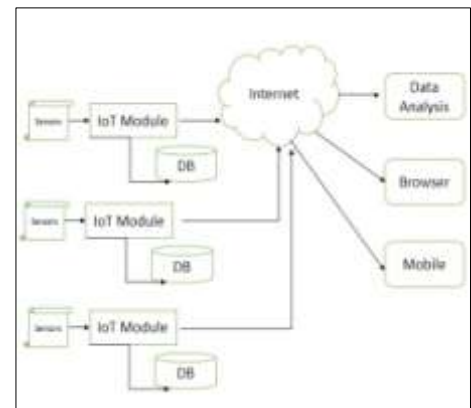 Internet
Data
Analysis
Sensors
IoT Module
DB
Browser
Sensors
IoT Module
DB
Mobile
Sensors
IoT Module
DB